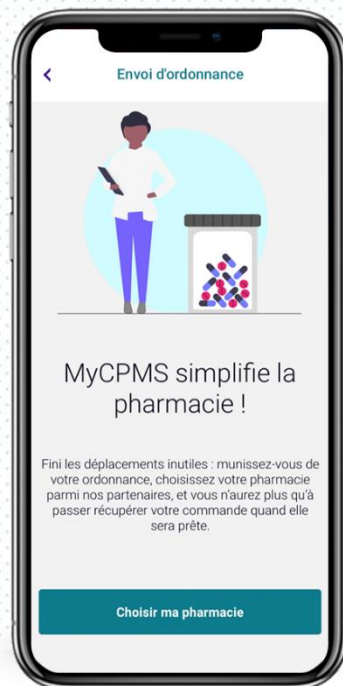 Envoi d'ordonnance
MyCPMS simplifie la
pharmacie !
Fini les déplacements inutiles : munissez-vous de
votre ordonnance, choisissez votre pharmacie
parmi nos partenaires, et vous n'aurez plus qu'à
passer récupérer votre commande quand elle
sera prête.
Choisir ma pharmacie